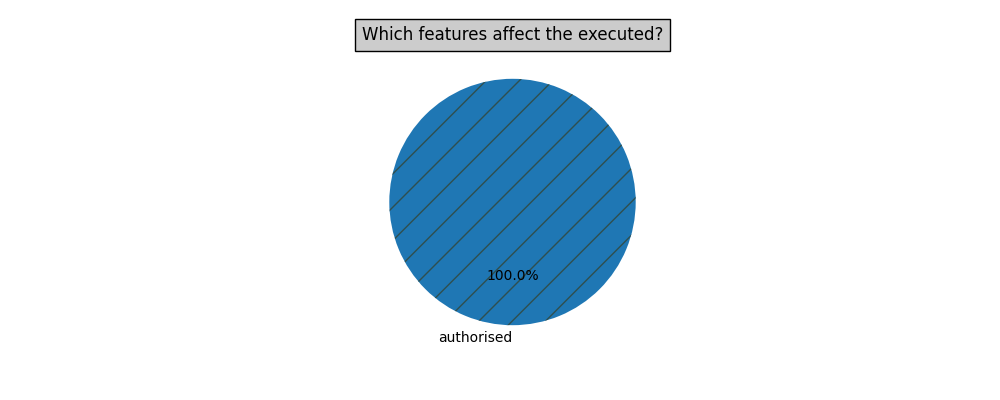 Which features affect the executed?
100.0%
authorised